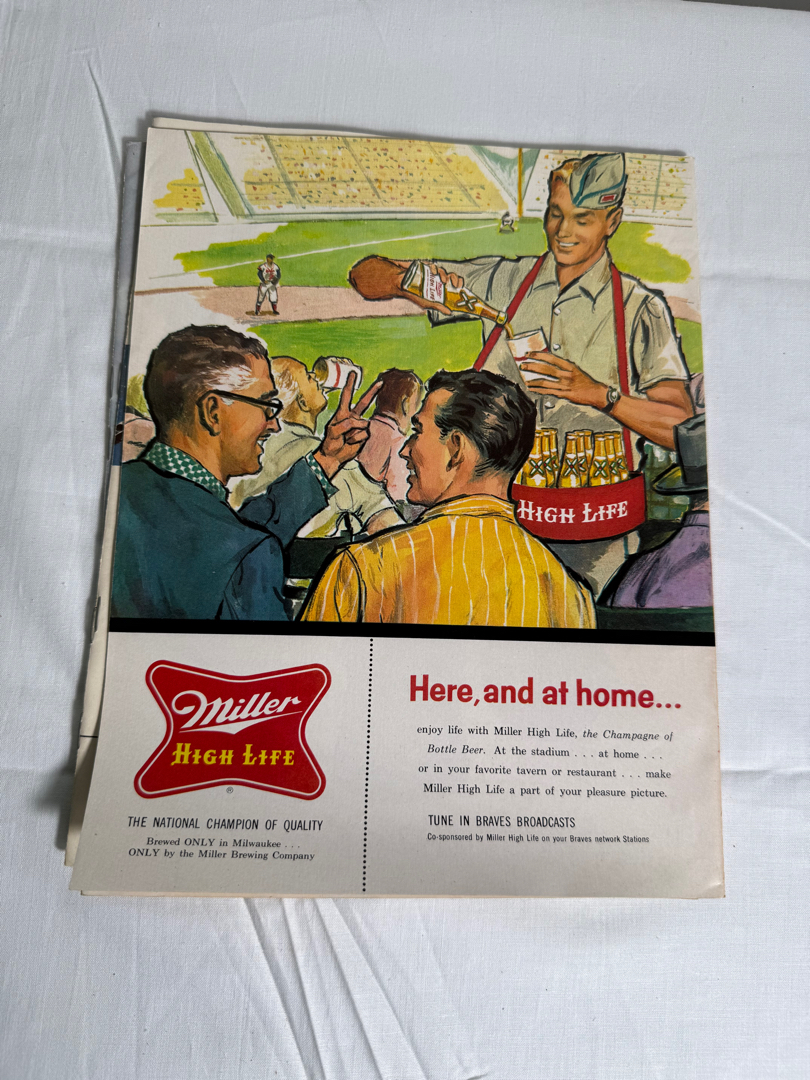 HIGH LIFE
Miller
HIGH LIFE
®
THE NATIONAL CHAMPION OF QUALITY
Brewed ONLY in Milwaukee . . .
ONLY by the Miller Brewing Company
Here, and at home...
enjoy life with Miller High Life, the Champagne of
Bottle Beer. At the stadium . . . at home . . .
or in your favorite tavern or restaurant . . . make
Miller High Life a part of your pleasure picture.
TUNE IN BRAVES BROADCASTS
Co-sponsored by Miller High Life on your Braves network Stations